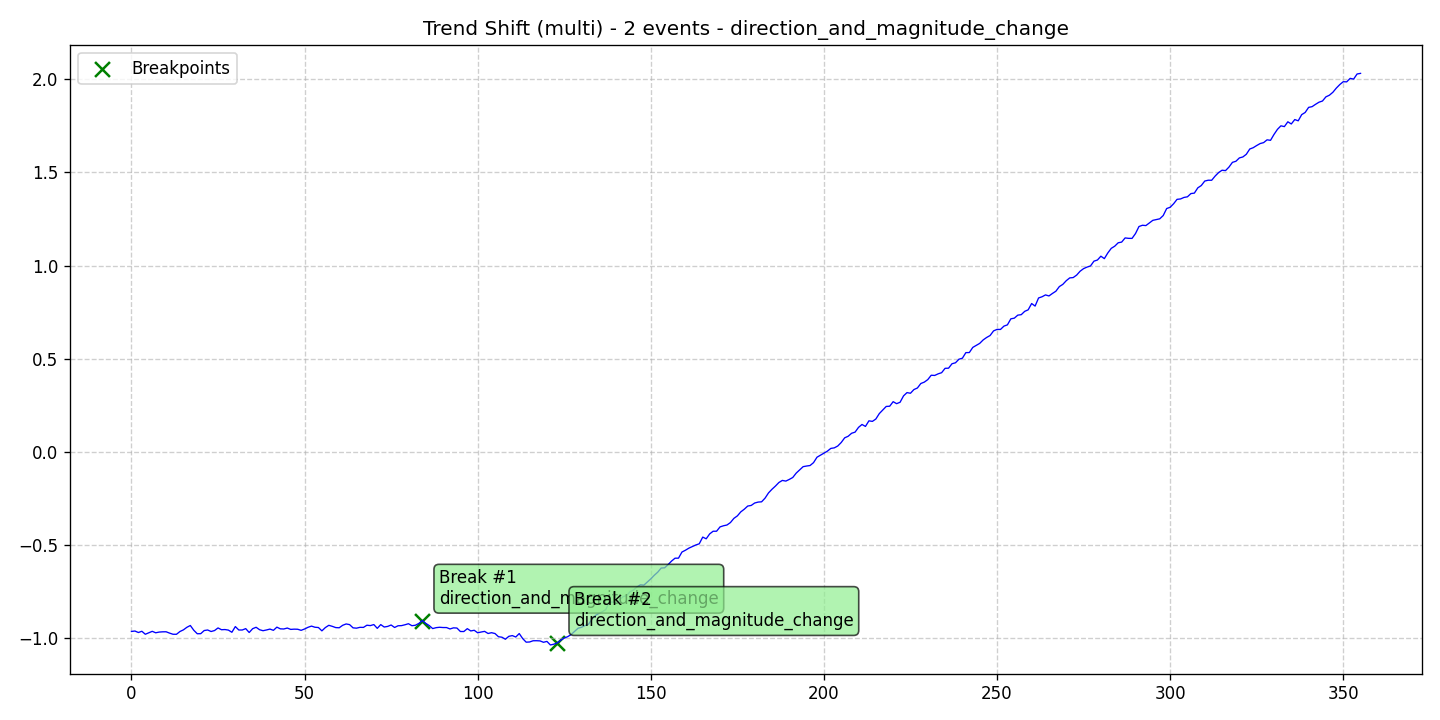 Trend Shift (multi) - 2 events - direction_and_magnitude_change
Breakpoints
2.0
1.5
1.0
0.5
0.0
−0.5
−1.0
Break #1
direction_and_magnitude_change
Break #2
direction_and_magnitude_change
0
50
100
150
200
250
300
350